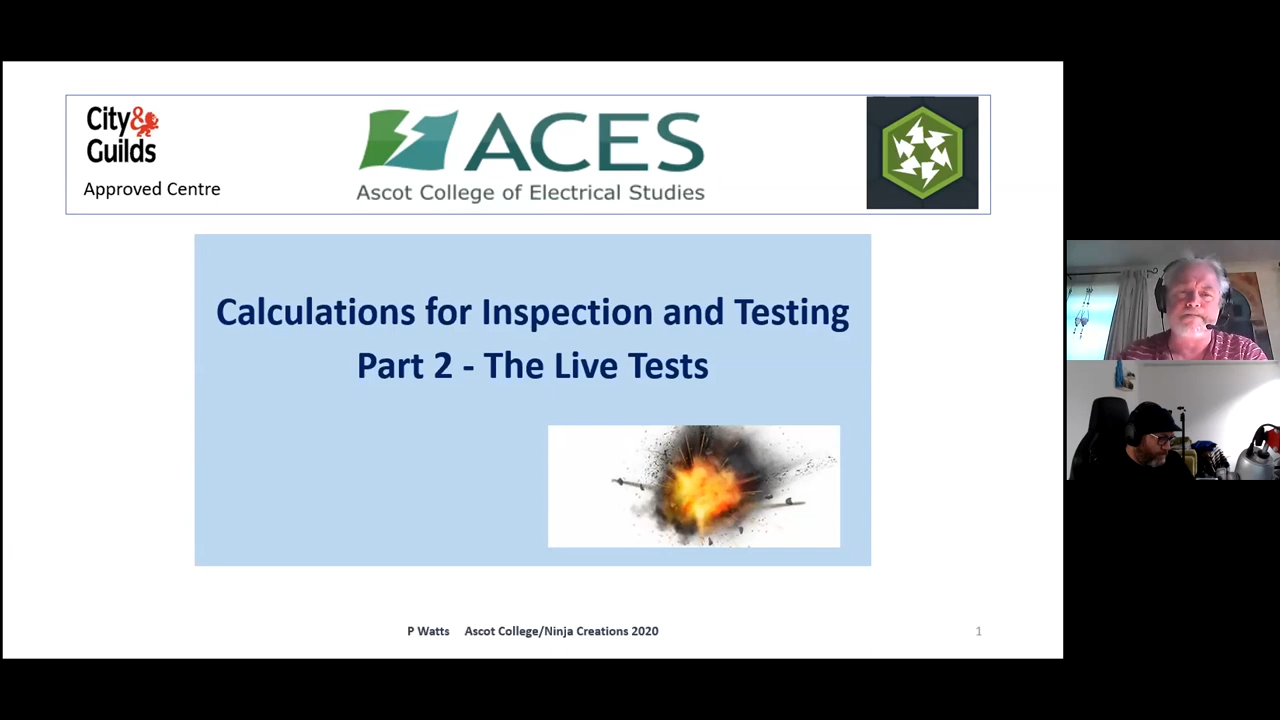 City&
Guilds
Approved Centre
ACES
Ascot College of Electrical Studies
Calculations for Inspection and Testing
Part 2 - The Live Tests
P Watts Ascot College/Ninja Creations 2020
1